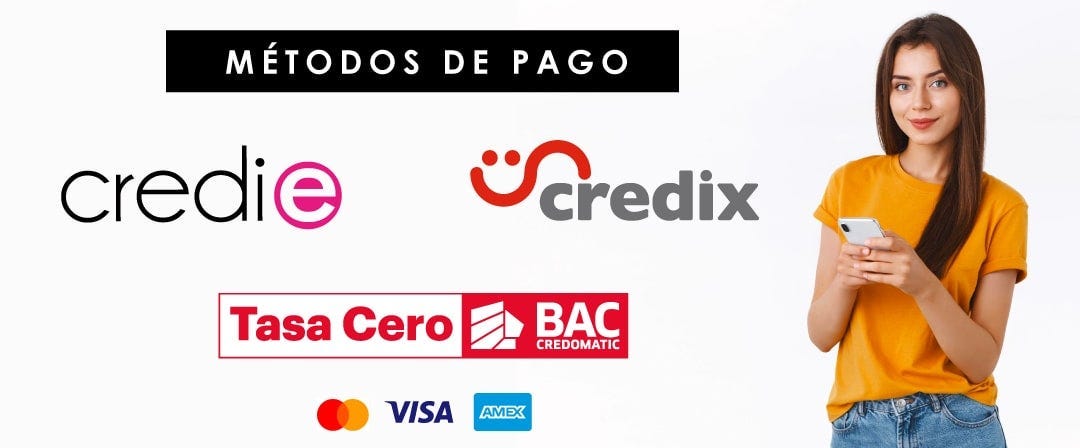 MÉTODOS DE PAGO
credie
credix
Tasa Cero BAC
CREDOMATIC
VISA AMEX